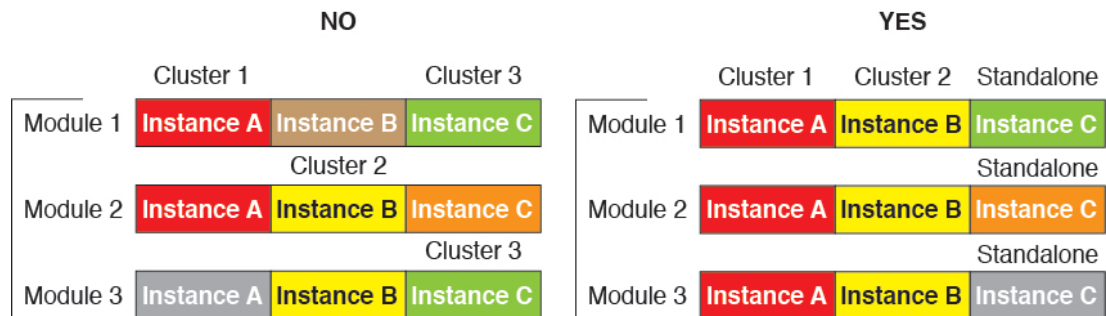 NO
Cluster 1 Cluster 3
Module 1 Instance A Instance B Instance C
Cluster 2
Module 2 Instance A Instance B Instance C
Cluster 3
Module 3 Instance A Instance B Instance C
YES
Cluster 1 Cluster 2 Standalone
Module 1 Instance A Instance B Instance C
Standalone
Module 2 Instance A Instance B Instance C
Standalone
Module 3 Instance A Instance B Instance C